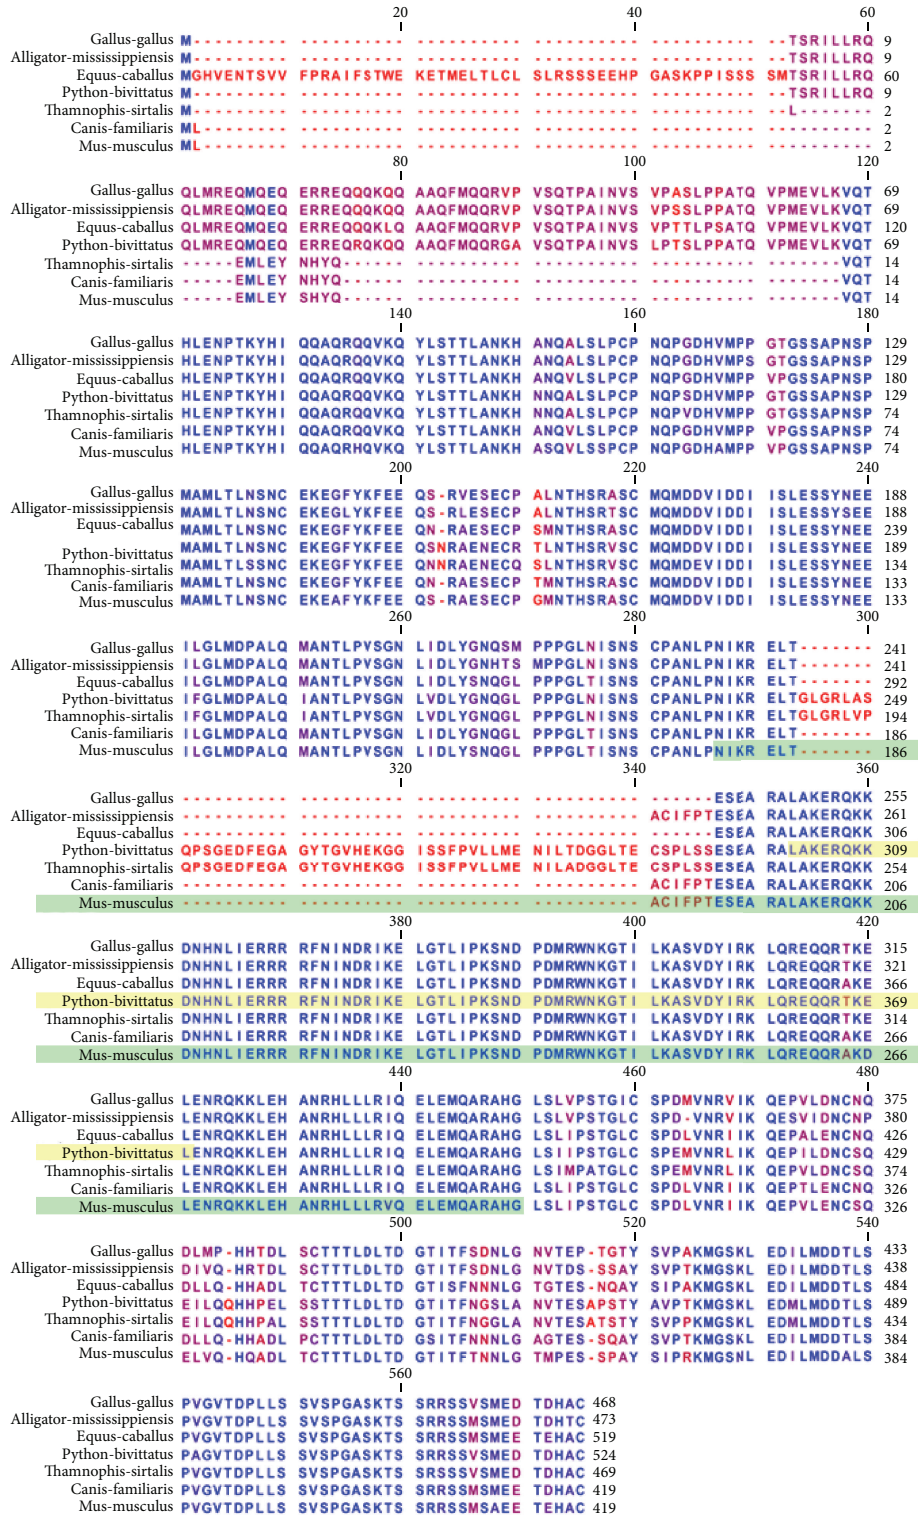 20 40 60
Gallus-gallus M--------- ---------- ---------- ---------- ---------- --TSRILLRQ 9
Alligator-mississippiensis M--------- ---------- ---------- ---------- ---------- --TSRILLRQ 9
Equus-caballus MGHVENTSVV FPRAIFSTWE KETMELTLCL SLRSSSEEHP GASKPPISSS SMTSRILLRQ 60
Python-bivittatus M--------- ---------- ---------- ---------- ---------- --TSRILLRQ 9
Thamnophis-sirtalis M--------- ---------- ---------- ---------- ---------- --L------- 2
Canis-familiaris ML-------- ---------- ---------- ---------- ---------- ---------- 2
Mus-musculus ML-------- ---------- ---------- ---------- ---------- ---------- 2
80 100 120
Gallus-gallus QLMREQMQEQ ERREQQQKQQ AAQFMQQRVP VSQTPAINVS VPASLPPATQ VPMEVLKVQT 69
Alligator-mississippiensis QLMREQMQEQ ERREQQQKQQ AAQFMQQRVP VSQTPAINVS VPSSLPPATQ VPMEVLKVQT 69
Equus-caballus QLMREQMQEQ ERREQQQKLQ AAQFMQQRVP VSQTPAINVS VPTTLPSATQ VPMEVLKVQT 120
Python-bivittatus QLMREQMQEQ ERREQRQKQQ AAQFMQQRGA VSQTPAINVS LPTSLPPATQ VPMEVLKVQT 69
Thamnophis-sirtalis -----EMLEY NHYQ------ ---------- ---------- ---------- -------VQT 14
Canis-familiaris -----EMLEY NHYQ------ ---------- ---------- ---------- -------VQT 14
Mus-musculus -----EMLEY SHYQ------ ---------- ---------- ---------- -------VQT 14
140 160 180
Gallus-gallus HLENPTKYHI QQAQRQQVKQ YLSTTLANKH ANQALSLPCP NQPGDHVMPP GTGSSAPNSP 129
Alligator-mississippiensis HLENPTKYHI QQAQRQQVKQ YLSTTLANKH ANQALSLPCP NQPGDHVMPS GTGSSAPNSP 129
Equus-caballus HLENPTKYHI QQAQRQQVKQ YLSTTLANKH ANQVLSLPCP NQPGDHVMPP VPGSSAPNSP 180
Python-bivittatus HLENPTKYHI QQAQRQQVKQ YLSTTLANKH NNQALSLPCP NQPSDHVMPP GTGSSAPNSP 129
Thamnophis-sirtalis HLENPTKYHI QQAQRQQVKQ YLSTTLANKH NNQALSLPCP NQPVDHVMPP GTGSSAPNSP 74
Canis-familiaris HLENPTKYHI QQAQRQQVKQ YLSTTLANKH ANQVLSLPCP NQPGDHVMPP VPGSSAPNSP 74
Mus-musculus HLENPTKYHI QQAQRHQVKQ YLSTTLANKH ASQVLSSPCP NQPGDHAMPP VPGSSAPNSP 74
200 220 240
Gallus-gallus MAMLTLNSNC EKEGFYKFEE QS-RVESECP ALNTHSRASC MQMDDVIDDI ISLESSYNEE 188
Alligator-mississippiensis MAMLTLNSNC EKEGLYKFEE QS-RLESECP ALNTHSRTSC MQMDDVIDDI ISLESSYNEE 188
Equus-caballus MAMLTLNSNC EKEGFYKFEE QN-RAESECP SMNTHSRASC MQMDDVIDDI ISLESSYNEE 239
Python-bivittatus MAMLTLNSNC EKEGFYKFEE QSNRAENECR TLNTHSRVSC MQMDDVIDDI ISLESSYNEE 189
Thamnophis-sirtalis MAMLTLSSNC EKEGFYKFEE QNNRAENECQ SLNTHSRVSC MQMDEVIDDI ISLESSYNEE 134
Canis-familiaris MAMLTLNSNC EKEGFYKFEE QN-RAESECP TMNTHSRASC MQMDDVIDDI ISLESSYNEE 133
Mus-musculus MAMLTLNSNC EKEAFYKFEE QS-RAESECP GMNTHSRASC MQMDDVIDDI ISLESSYNEE 133
260 280 300
Gallus-gallus ILGLMDPALQ MANTLPVSGN LIDLYGNQSM PPPGLNISNS CPANLPNIKR ELT------- 241
Alligator-mississippiensis ILGLMDPALQ MANTLPVSGN LIDLYGNHTS MPPGLNISNS CPANLPNIKR ELT------- 241
Equus-caballus ILGLMDPALQ MANTLPVSGN LIDLYSNQGL PPPGLTISNS CPANLPNIKR ELT------- 292
Python-bivittatus IFGLMDPALQ IANTLPVSGN LVDLYGNQGL PPPGLNISNS CPANLPNIKR ELTGLGRLAS 249
Thamnophis-sirtalis IFGLMDPALQ IANTLPVSGN LIDLYGNQGL PPPGLNISNS CPANLPNIKR ELTGLGRLVP 194
Canis-familiaris ILGLMDPALQ MANTLPVSGN LIDLYSNQGL PPPGLTISNS CPANLPNIKR ELT------- 186
Mus-musculus ILGLMDPALQ MANTLPVSGN LIDLYSNQGL PPPGLTISNS CPANLPNIKR ELT------- 186
320 340 360
Gallus-gallus ---------- ---------- ---------- ---------- ------ESEA RALAKERQKK 255
Alligator-mississippiensis ---------- ---------- ---------- ---------- ACIFPTESEA RALAKERQKK 261
Equus-caballus ---------- ---------- ---------- ---------- ------ESEA RALAKERQKK 306
Python-bivittatus QPSGEDFEGA GYTGVHEKGG ISSFPVLLME NILTDGGLTE CSPLSSESEA RALAKERQKK 309
Thamnophis-sirtalis QPSGEDFEGA GYTGVHEKGG ISSFPVLLME NILADGGLTE CSPLSSESEA RALAKERQKK 254
Canis-familiaris ---------- ---------- ---------- ---------- ACIFPTESEA RALAKERQKK 206
Mus-musculus ---------- ---------- ---------- ---------- ACIFPTESEA RALAKERQKK 206
380 400 420
Gallus-gallus DNHNLIERRR RFNINDRIKE LGTLIPKSND PDMRWNKGTI LKASVDYIRK LQREQQRTKE 315
Alligator-mississippiensis DNHNLIERRR RFNINDRIKE LGTLIPKSND PDMRWNKGTI LKASVDYIRK LQREQQRTKE 321
Equus-caballus DNHNLIERRR RFNINDRIKE LGTLIPKSND PDMRWNKGTI LKASVDYIRK LQREQQRAKE 366
Python-bivittatus DNHNLIERRR RFNINDRIKE LGTLIPKSND PDMRWNKGTI LKASVDYIRK LQREQQRTKE 369
Thamnophis-sirtalis DNHNLIERRR RFNINDRIKE LGTLIPKSND PDMRWNKGTI LKASVDYIRK LQREQQRTKE 314
Canis-familiaris DNHNLIERRR RFNINDRIKE LGTLIPKSND PDMRWNKGTI LKASVDYIRK LQREQQRAKE 266
Mus-musculus DNHNLIERRR RFNINDRIKE LGTLIPKSND PDMRWNKGTI LKASVDYIRK LQREQQRAKD 266
440 460 480
Gallus-gallus LENRQKKLEH ANRHLLLRIQ ELEMQARAHG LSLVPSTGIC SPDMVNRVIK QEPVLDNCNQ 375
Alligator-mississippiensis LENRQKKLEH ANRHLLLRIQ ELEMQARAHG LSLVPSTGLC SPD-VNRVIK QESVIDNCNP 380
Equus-caballus LENRQKKLEH ANRHLLLRIQ ELEMQARAHG LSLIPSTGLC SPDLVNRIIK QEPALENCNQ 426
Python-bivittatus LENRQKKLEH ANRHLLLRIQ ELEMQARAHG LSIIPSTGLC SPEMVNRLIK QEPILDNCSQ 429
Thamnophis-sirtalis LENRQKKLEH ANRHLLLRIQ ELEMQARAHG LSIMPATGLC SPEMVNRLIK QEPVLDNCSQ 374
Canis-familiaris LENRQKKLEH ANRHLLLRIQ ELEMQARAHG LSLIPSTGLC SPDLVNRIIK QEPTLENCNQ 326
Mus-musculus LENRQKKLEH ANRHLLLRVQ ELEMQARAHG LSLIPSTGLC SPDLVNRIIK QEPVLENCSQ 326
500 520 540
Gallus-gallus DLMP-HHTDL SCTTTLDLTD GTITFSDNLG NVTEP-TGTY SVPAKMGSKL EDILMDDTLS 433
Alligator-mississippiensis DIVQ-HRTDL SCTTTLDLTD GTITFSDNLG NVTDS-SSAY SVPTKMGSKL EDILMDDTLS 438
Equus-caballus DLLQ-HHADL TCTTTLDLTD GTISFNNNLG TGTES-NQAY SIPAKMGSKL EDILMDDTLS 484
Python-bivittatus EILQQHHPEL SSTTTLDLTD GTITFNGSLA NVTESAPSTY AVPTKMGSKL EDMLMDDTLS 489
Thamnophis-sirtalis EILQQHHPAL SSTTTLDLTD GTITFNGGLA NVTESATSTY SVPPKMGSKL EDMLMDDTLS 434
Canis-familiaris DLLQ-HHADL PCTTTLDLTD GSITFNNNLG AGTES-SQAY SVPTKMGSKL EDILMDDTLS 384
Mus-musculus ELVQ-HQADL TCTTTLDLTD GTITFTNNLG TMPES-SPAY SIPRKMGSNL EDILMDDALS 384
560
Gallus-gallus PVGVTDPLLS SVSPGASKTS SRRSSVSMED TDHAC 468
Alligator-mississippiensis PVGVTDPLLS SVSPGASKTS SRRSSMSMED TDHTC 473
Equus-caballus PVGVTDPLLS SVSPGASKTS SRRSSMSMEE TEHAC 519
Python-bivittatus PAGVTDPLLS SVSPGASKTS SRRSSVSMED TDHAC 524
Thamnophis-sirtalis PVGVTDPLLS SVSPGASKTS SRSSSVSMED TDHAC 469
Canis-familiaris PVGVTDPLLS SVSPGASKTS SRRSSMSMEE TEHAC 419
Mus-musculus PVGVTDPLLS SVSPGASKTS SRRSSMSAEE TEHAC 419